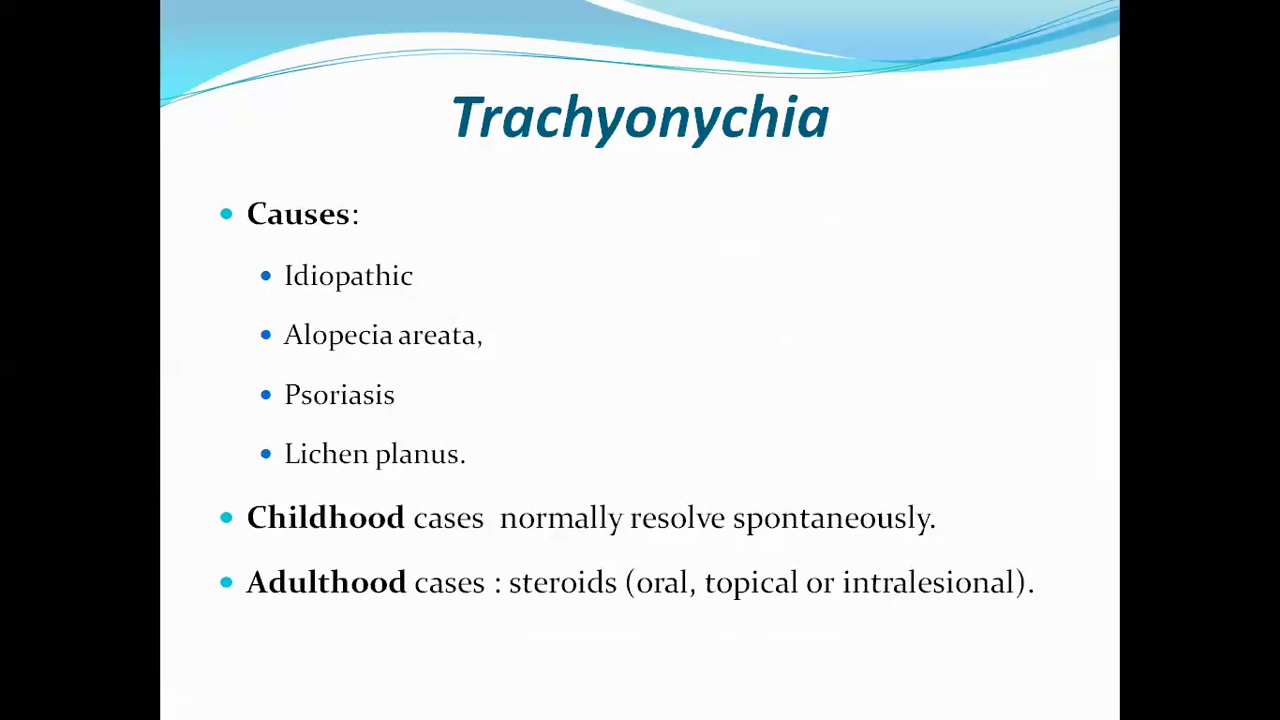 Trachyonychia
• Causes:
• Idiopathic
• Alopecia areata,
• Psoriasis
• Lichen planus.
• Childhood cases  normally resolve spontaneously.
• Adulthood cases : steroids (oral, topical or intralesional).